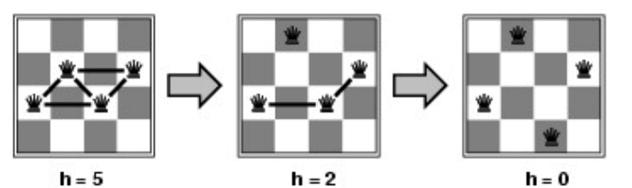 h = 5
h = 2
h = 0